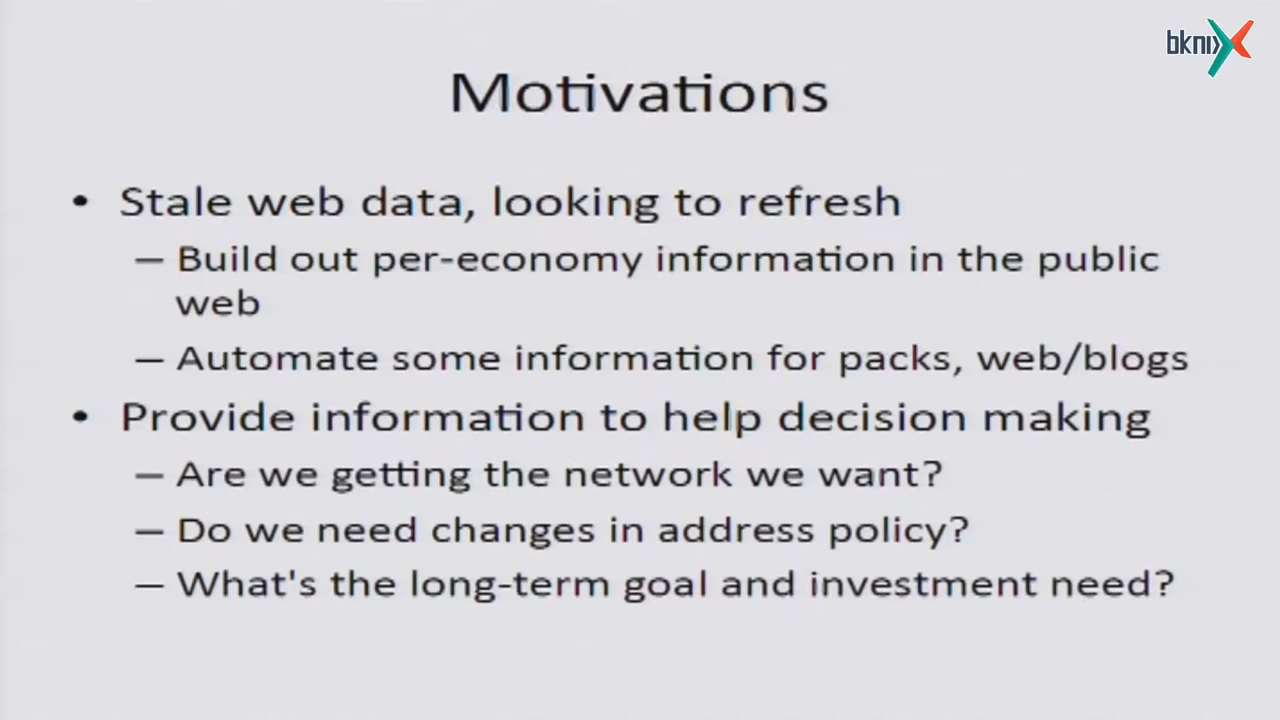 bknix
Motivations
• Stale web data, looking to refresh
– Build out per-economy information in the public
web
– Automate some information for packs, web/blogs
• Provide information to help decision making
– Are we getting the network we want?
– Do we need changes in address policy?
– What's the long-term goal and investment need?